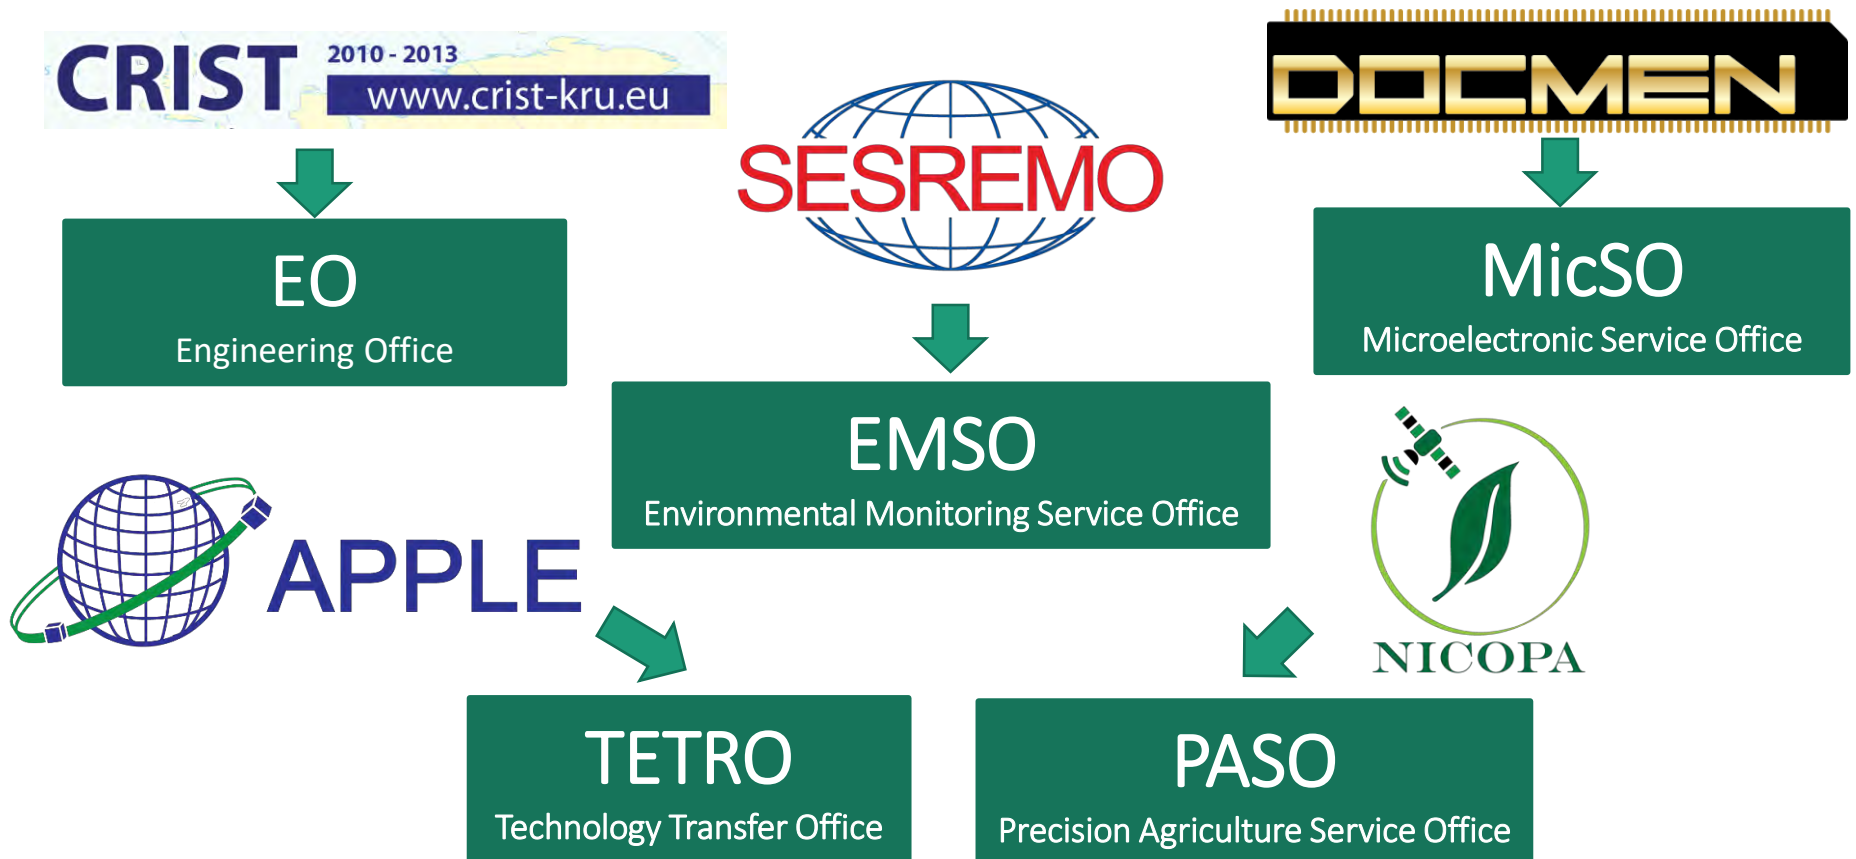 CRIST
2010 - 2013
www.crist-kru.eu
SESREMO
DOCMEN
EO
Engineering Office
MicSO
Microelectronic Service Office
EMSO
Environmental Monitoring Service Office
APPLE
NICOPA
TETRO
Technology Transfer Office
PASO
Precision Agriculture Service Office